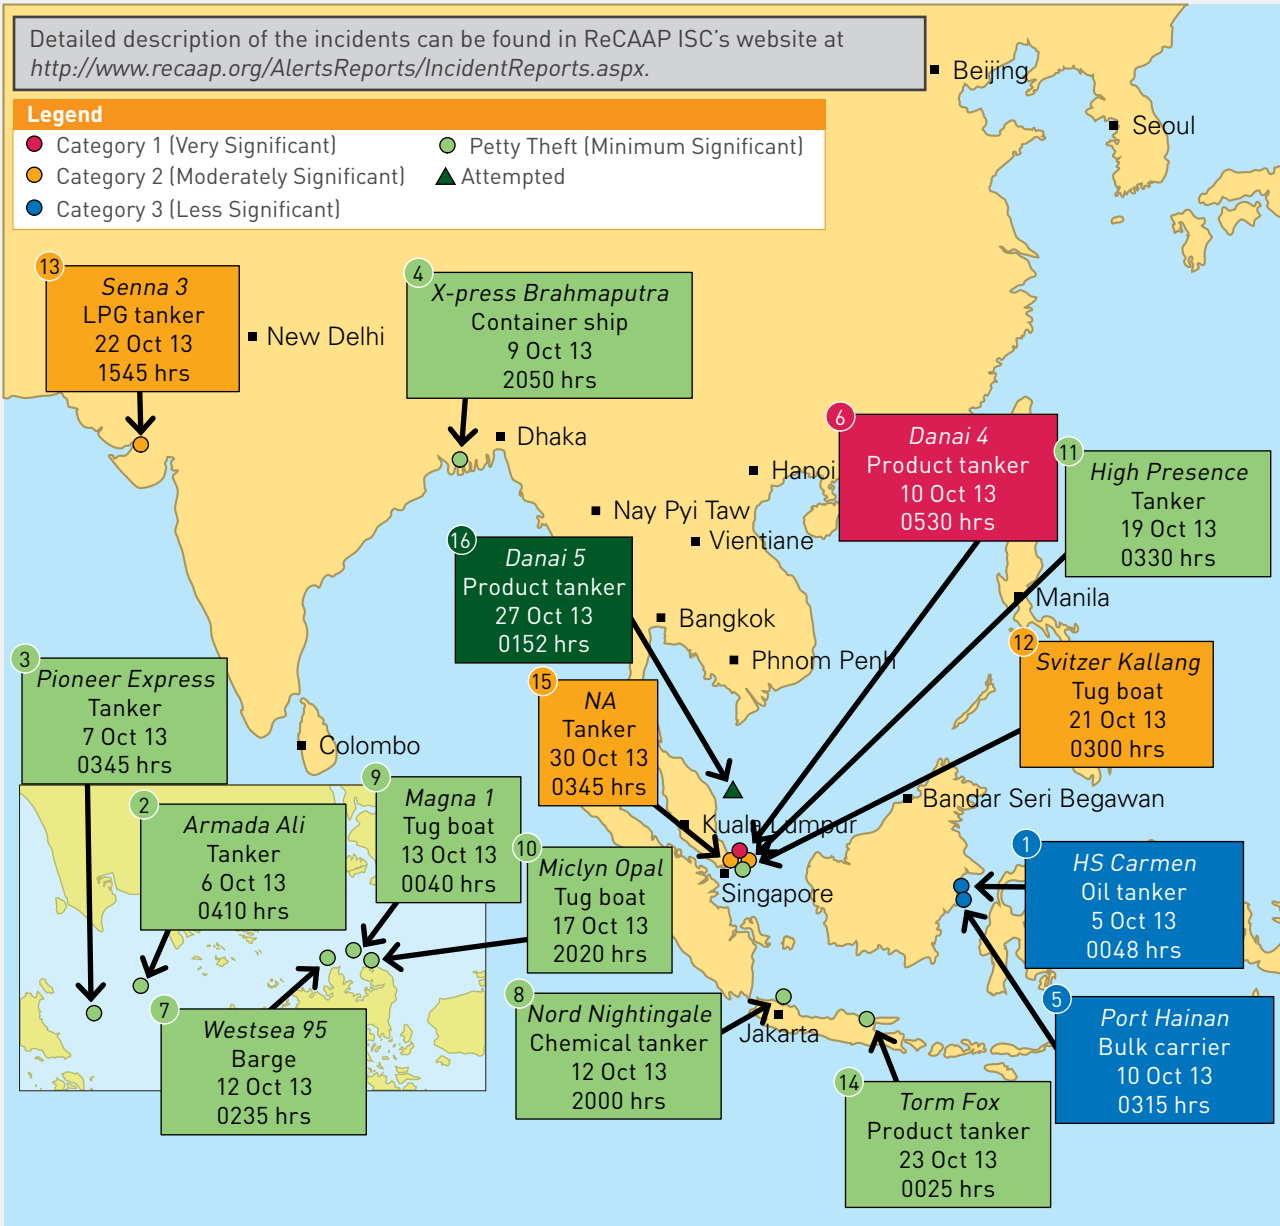 Detailed description of the incidents can be found in ReCAAP ISC's website at
http://www.recaap.org/AlertsReports/IncidentReports.aspx.
Legend
Category 1 (Very Significant)
Category 2 (Moderately Significant)
Category 3 (Less Significant)
Petty Theft (Minimum Significant)
Attempted
Beijing
Seoul
13
Senna 3
LPG tanker
22 Oct 13
1545 hrs
New Delhi
4
X-press Brahmaputra
Container ship
9 Oct 13
2050 hrs
Dhaka
Hanoi
6
Danai 4
Product tanker
10 Oct 13
0530 hrs
11
High Presence
Tanker
19 Oct 13
0330 hrs
Nay Pyi Taw
Vientiane
16
Danai 5
Product tanker
27 Oct 13
0152 hrs
Bangkok
Phnom Penh
Manila
12
Svitzer Kallang
Tug boat
21 Oct 13
0300 hrs
3
Pioneer Express
Tanker
7 Oct 13
0345 hrs
Colombo
15
NA
Tanker
30 Oct 13
0345 hrs
9
Magna 1
Tug boat
13 Oct 13
0040 hrs
2
Armada Ali
Tanker
6 Oct 13
0410 hrs
10
Miclyn Opal
Tug boat
17 Oct 13
2020 hrs
Kuala Lumpur
Bandar Seri Begawan
Singapore
1
HS Carmen
Oil tanker
5 Oct 13
0048 hrs
7
Westsea 95
Barge
12 Oct 13
0235 hrs
8
Nord Nightingale
Chemical tanker
12 Oct 13
2000 hrs
Jakarta
5
Port Hainan
Bulk carrier
10 Oct 13
0315 hrs
14
Torm Fox
Product tanker
23 Oct 13
0025 hrs